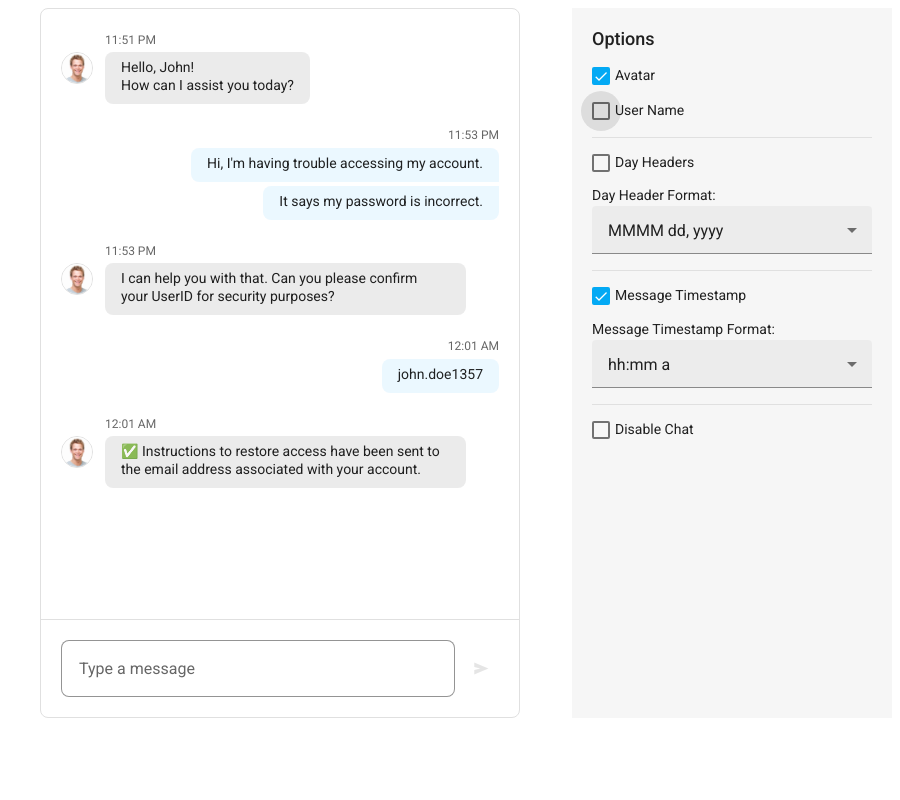 11:51 PM
Hello, John!
How can I assist you today?
11:53 PM
Hi, I'm having trouble accessing my account.
It says my password is incorrect.
11:53 PM
I can help you with that. Can you please confirm
your UserID for security purposes?
12:01 AM
john.doe1357
12:01 AM
✅ Instructions to restore access have been sent to
the email address associated with your account.
Type a message
Options
Avatar
User Name
Day Headers
Day Header Format:
MMMM dd, yyyy
Message Timestamp
Message Timestamp Format:
hh:mm a
Disable Chat